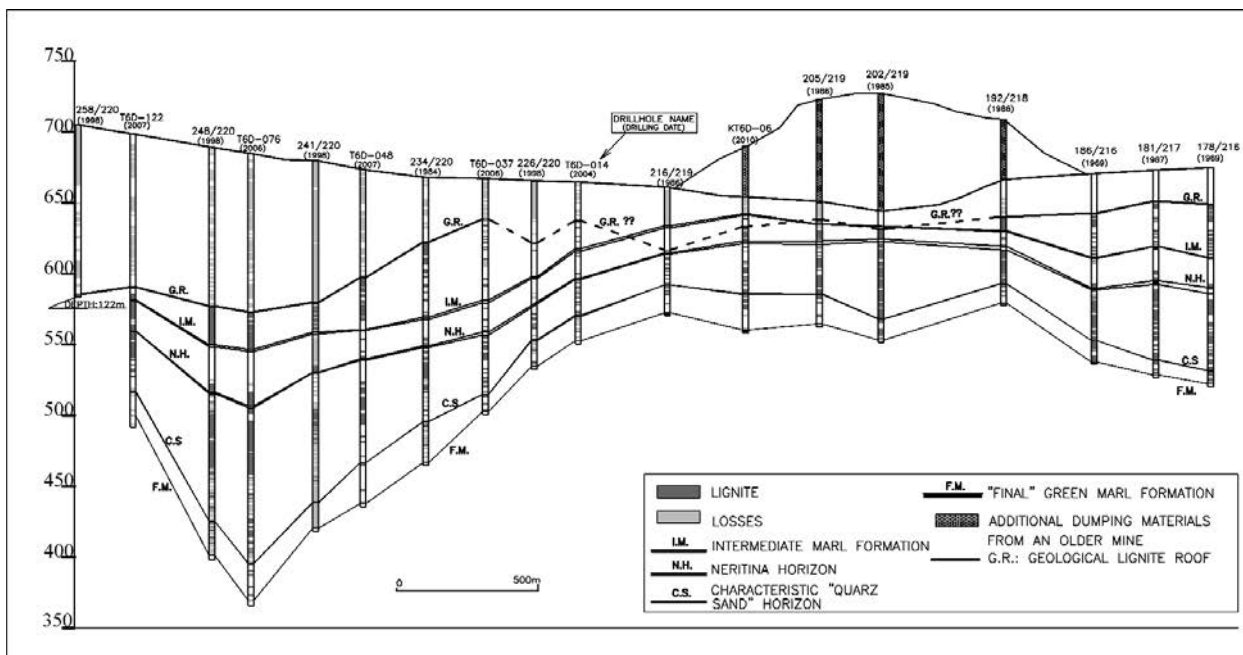 750
700
650
600
550
500
450
400
350
258/220
(1998)
T6D-122
(2007)
248/220
(1998)
T6D-076
(2006)
241/220
(1998)
T6D-048
(2007)
234/220
(1984)
T6D-037
(2006)
226/220
(1998)
T6D-014
(2004)
DRILLHOLE NAME
(DRILLING DATE)
216/219
(1986)
KT6D-06
(2010)
205/219
(1986)
202/219
(1985)
192/218
(1986)
186/216
(1969)
181/217
(1987)
178/216
(1969)
DEPTH:122m
G.R.
I.M.
N.H.
C.S
F.M.
G.R.
I.M.
N.H.
C.S
F.M.
G.R.??
G.R.??
G.R.
I.M.
N.H.
C.S
F.M.
0 500m
LIGNITE
LOSSES
I.M. INTERMEDIATE MARL FORMATION
N.H. NERITINA HORIZON
C.S. CHARACTERISTIC "QUARZ
SAND" HORIZON
F.M. "FINAL" GREEN MARL FORMATION
ADDITIONAL DUMPING MATERIALS
FROM AN OLDER MINE
G.R.: GEOLOGICAL LIGNITE ROOF